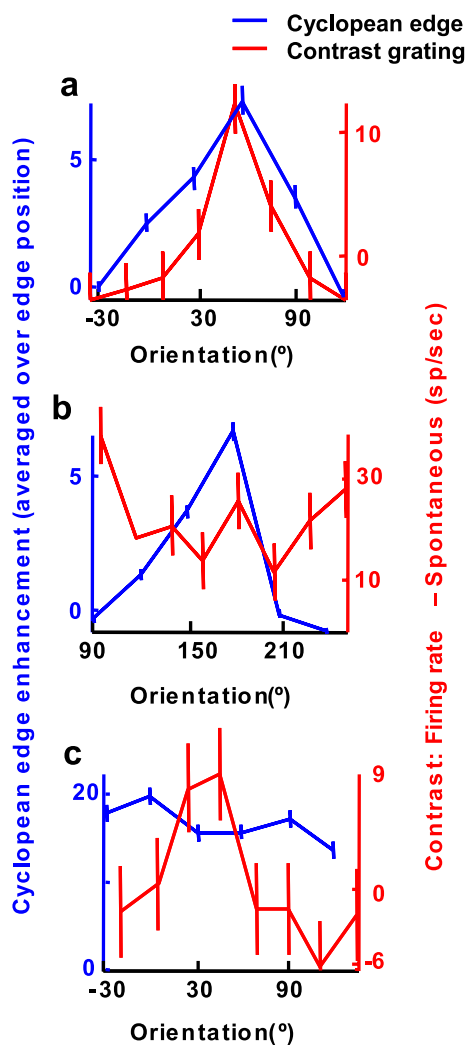 Cyclopean edge
Contrast grating
a
5
0
10
0
-30
30
90
Orientation(º)
b
5
0
30
10
90
150
210
Orientation(º)
c
20
0
9
0
-6
-30
30
90
Orientation(º)
Cyclopean edge enhancement (averaged over edge position)
Contrast: Firing rate – Spontaneous (sp/sec)